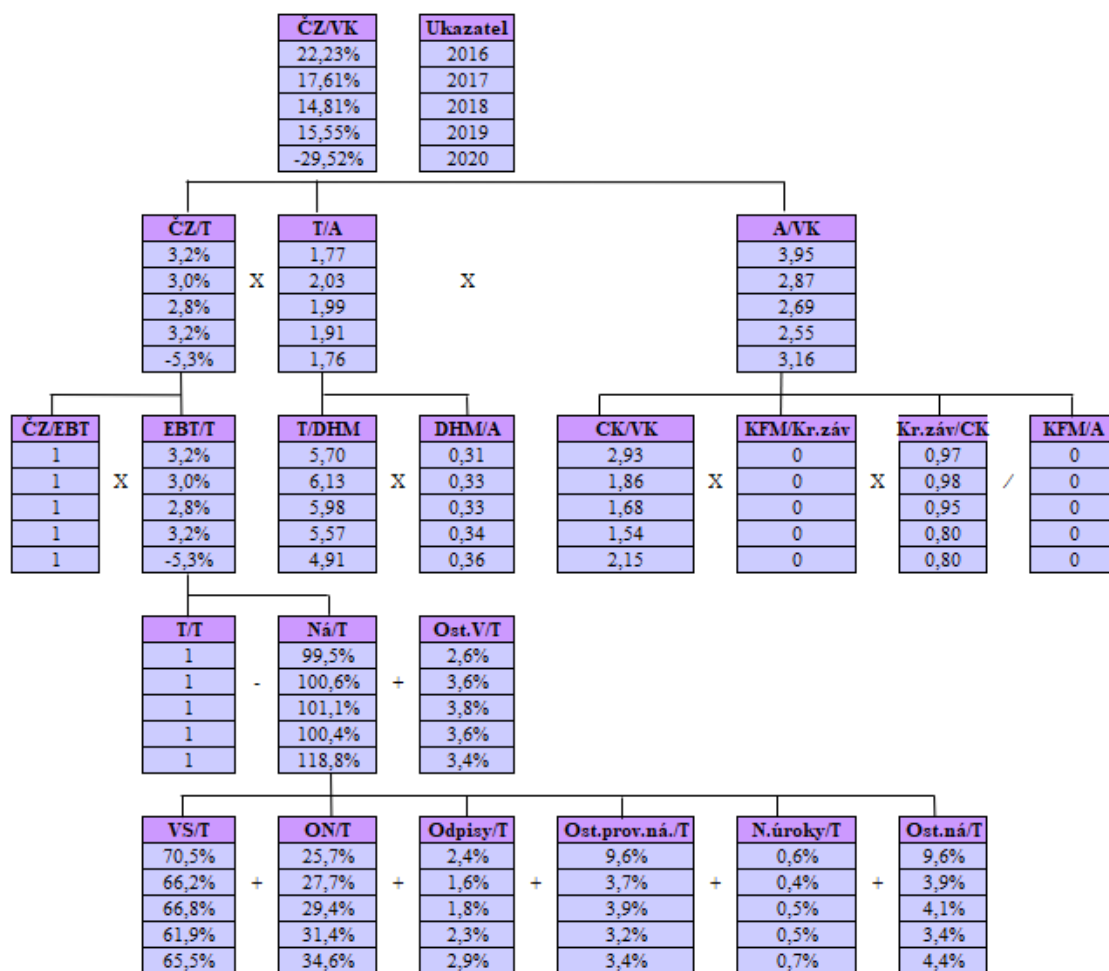 ČZ/VK Ukazatel
22,23% 2016
17,61% 2017
14,81% 2018
15,55% 2019
-29,52% 2020
ČZ/T T/A A/VK
3,2% 1,77 3,95
3,0% X 2,03 X 2,87
2,8% 1,99 2,69
3,2% 1,91 2,55
-5,3% 1,76 3,16
ČZ/EBT EBT/T T/DHM DHM/A CK/VK KFM/Kr.záv Kr.záv/CK KFM/A
1 3,2% 5,70 0,31 2,93 0 0,97 0
1 X 3,0% 6,13 X 0,33 1,86 X 0 X 0,98 / 0
1 2,8% 5,98 0,33 1,68 0 0,95 0
1 3,2% 5,57 0,34 1,54 0 0,80 0
1 -5,3% 4,91 0,36 2,15 0 0,80 0
T/T Ná/T Ost.V/T
1 99,5% 2,6%
1 - 100,6% + 3,6%
1 101,1% 3,8%
1 100,4% 3,6%
1 118,8% 3,4%
VS/T ON/T Odpisy/T Ost.prov.ná./T N.úroky/T Ost.ná/T
70,5% 25,7% 2,4% 9,6% 0,6% 9,6%
66,2% + 27,7% + 1,6% + 3,7% + 0,4% + 3,9%
66,8% 29,4% 1,8% 3,9% 0,5% 4,1%
61,9% 31,4% 2,3% 3,2% 0,5% 3,4%
65,5% 34,6% 2,9% 3,4% 0,7% 4,4%